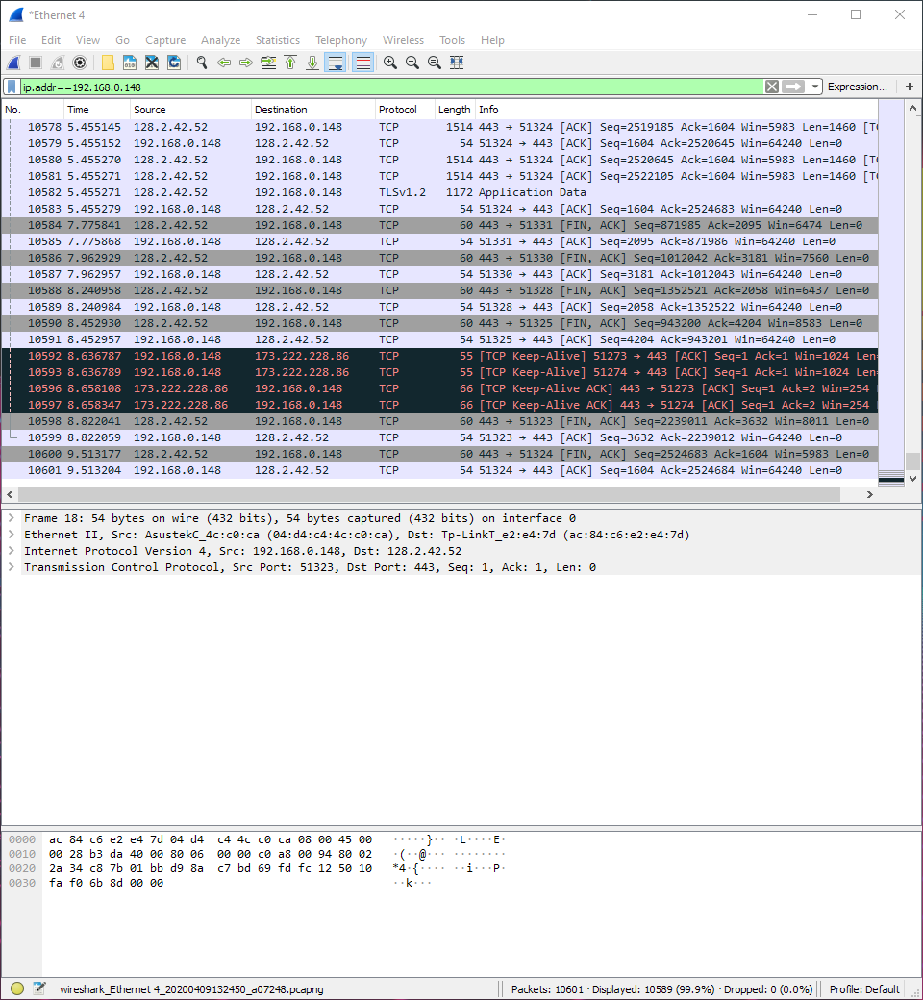 *Ethernet 4
File Edit View Go Capture Analyze Statistics Telephony Wireless Tools Help
ip.addr==192.168.0.148 Expression... +
No. Time Source Destination Protocol Length Info
10578 5.455145 128.2.42.52 192.168.0.148 TCP 1514 443 → 51324 [ACK] Seq=2519185 Ack=1604 Win=5983 Len=1460 [TC
10579 5.455152 192.168.0.148 128.2.42.52 TCP 54 51324 → 443 [ACK] Seq=1604 Ack=2520645 Win=64240 Len=0
10580 5.455270 128.2.42.52 192.168.0.148 TCP 1514 443 → 51324 [ACK] Seq=2520645 Ack=1604 Win=5983 Len=1460 [TC
10581 5.455271 128.2.42.52 192.168.0.148 TCP 1514 443 → 51324 [ACK] Seq=2522105 Ack=1604 Win=5983 Len=1460 [TC
10582 5.455271 128.2.42.52 192.168.0.148 TLSv1.2 1172 Application Data
10583 5.455279 192.168.0.148 128.2.42.52 TCP 54 51324 → 443 [ACK] Seq=1604 Ack=2524683 Win=64240 Len=0
10584 7.775841 128.2.42.52 192.168.0.148 TCP 60 443 → 51331 [FIN, ACK] Seq=871985 Ack=2095 Win=6474 Len=0
10585 7.775868 192.168.0.148 128.2.42.52 TCP 54 51331 → 443 [ACK] Seq=2095 Ack=871986 Win=64240 Len=0
10586 7.962929 128.2.42.52 192.168.0.148 TCP 60 443 → 51330 [FIN, ACK] Seq=1012042 Ack=3181 Win=7560 Len=0
10587 7.962957 192.168.0.148 128.2.42.52 TCP 54 51330 → 443 [ACK] Seq=3181 Ack=1012043 Win=64240 Len=0
10588 8.240958 128.2.42.52 192.168.0.148 TCP 60 443 → 51328 [FIN, ACK] Seq=1352521 Ack=2058 Win=6437 Len=0
10589 8.240984 192.168.0.148 128.2.42.52 TCP 54 51328 → 443 [ACK] Seq=2058 Ack=1352522 Win=64240 Len=0
10590 8.452930 128.2.42.52 192.168.0.148 TCP 60 443 → 51325 [FIN, ACK] Seq=943200 Ack=4204 Win=8583 Len=0
10591 8.452957 192.168.0.148 128.2.42.52 TCP 54 51325 → 443 [ACK] Seq=4204 Ack=943201 Win=64240 Len=0
10592 8.636787 192.168.0.148 173.222.228.86 TCP 55 [TCP Keep-Alive] 51273 → 443 [ACK] Seq=1 Ack=1 Win=1024 Len=
10593 8.636789 192.168.0.148 173.222.228.86 TCP 55 [TCP Keep-Alive] 51274 → 443 [ACK] Seq=1 Ack=1 Win=1024 Len=
10596 8.658108 173.222.228.86 192.168.0.148 TCP 66 [TCP Keep-Alive ACK] 443 → 51273 [ACK] Seq=1 Ack=2 Win=254
10597 8.658347 173.222.228.86 192.168.0.148 TCP 66 [TCP Keep-Alive ACK] 443 → 51274 [ACK] Seq=1 Ack=2 Win=254
10598 8.822041 128.2.42.52 192.168.0.148 TCP 60 443 → 51323 [FIN, ACK] Seq=2239011 Ack=3632 Win=8011 Len=0
10599 8.822059 192.168.0.148 128.2.42.52 TCP 54 51323 → 443 [ACK] Seq=3632 Ack=2239012 Win=64240 Len=0
10600 9.513177 128.2.42.52 192.168.0.148 TCP 60 443 → 51324 [FIN, ACK] Seq=2524683 Ack=1604 Win=5983 Len=0
10601 9.513204 192.168.0.148 128.2.42.52 TCP 54 51324 → 443 [ACK] Seq=1604 Ack=2524684 Win=64240 Len=0
Frame 18: 54 bytes on wire (432 bits), 54 bytes captured (432 bits) on interface 0
Ethernet II, Src: AsustekC_4c:c0:ca (04:d4:c4:4c:c0:ca), Dst: Tp-LinkT_e2:e4:7d (ac:84:c6:e2:e4:7d)
Internet Protocol Version 4, Src: 192.168.0.148, Dst: 128.2.42.52
Transmission Control Protocol, Src Port: 51323, Dst Port: 443, Seq: 1, Ack: 1, Len: 0
0000 ac 84 c6 e2 e4 7d 04 d4 c4 4c c0 ca 08 00 45 00 ·····}·· ·L····E·
0010 00 28 b3 da 40 00 80 06 00 00 c0 a8 00 94 80 02 ·(··@··· ········
0020 2a 34 c8 7b 01 bb d9 8a c7 bd 69 fd fc 12 50 10 *4·{···· ··i···P·
0030 fa f0 6b 8d 00 00 ··k···
wireshark_Ethernet 4_20200409132450_a07248.pcapng Packets: 10601 · Displayed: 10589 (99.9%) · Dropped: 0 (0.0%) Profile: Default